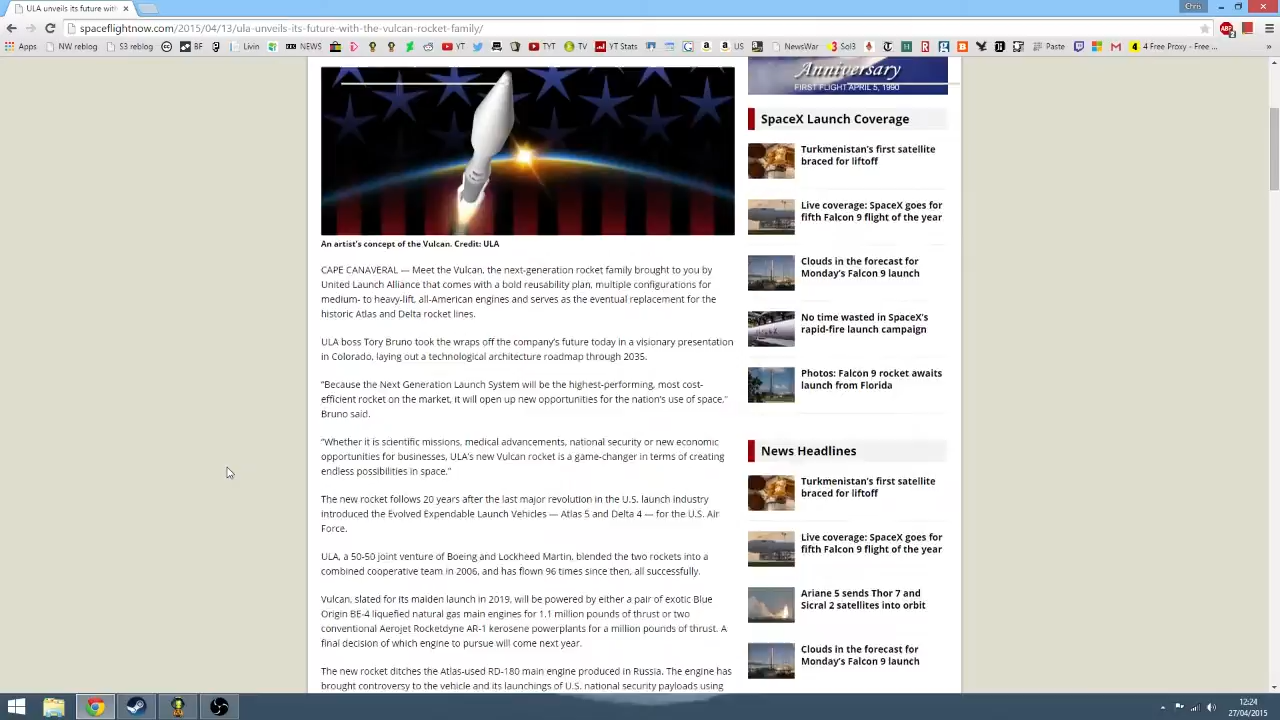 ULA unveils its future with
Chris
spaceflightnow.com/2015/04/13/ula-unveils-its-future-with-the-vulcan-rocket-family/
ABP
Apps
NW reblog
NEWS
YTYT
TV
YT Stats
US
NewsWar
Sol3
Paste
4 Free Proxy
Anniversary
FIRST FLIGHT APRIL 5, 1990
SpaceX Launch Coverage
Turkmenistan's first satellite
braced for liftoff
Live coverage: SpaceX goes for
fifth Falcon 9 flight of the year
Clouds in the forecast for
Monday's Falcon 9 launch
No time wasted in SpaceX's
rapid-fire launch campaign
Photos: Falcon 9 rocket awaits
launch from Florida
News Headlines
Turkmenistan's first satellite
braced for liftoff
Live coverage: SpaceX goes for
fifth Falcon 9 flight of the year
Ariane 5 sends Thor 7 and
Sicral 2 satellites into orbit
Clouds in the forecast for
Monday's Falcon 9 launch
An artist's concept of the Vulcan. Credit: ULA
CAPE CANAVERAL — Meet the Vulcan, the next-generation rocket family brought to you by
United Launch Alliance that comes with a bold reusability plan, multiple configurations for
medium- to heavy-lift, all-American engines and serves as the eventual replacement for the
historic Atlas and Delta rocket lines.
ULA boss Tory Bruno took the wraps off the company's future today in a visionary presentation
in Colorado, laying out a technological architecture roadmap through 2035.
"Because the Next Generation Launch System will be the highest-performing, most cost-
efficient rocket on the market, it will open up new opportunities for the nation's use of space,"
Bruno said.
"Whether it is scientific missions, medical advancements, national security or new economic
opportunities for businesses, ULA's new Vulcan rocket is a game-changer in terms of creating
endless possibilities in space."
The new rocket follows 20 years after the last major revolution in the U.S. launch industry
introduced the Evolved Expendable Launch Vehicles — Atlas 5 and Delta 4 — for the U.S. Air
Force.
ULA, a 50-50 joint venture of Boeing and Lockheed Martin, blended the two rockets into a
combined cooperative team in 2006, and has flown 96 times since then, all successfully.
Vulcan, slated for its maiden launch in 2019, will be powered by either a pair of exotic Blue
Origin BE-4 liquefied natural gas main engines for 1.1 million pounds of thrust or two
conventional Aerojet Rocketdyne AR-1 kerosene powerplants for a million pounds of thrust. A
final decision of which engine to pursue will come next year.
The new rocket ditches the Atlas-used RD-180 main engine produced in Russia. The engine has
brought controversy to the vehicle and its launchings of U.S. national security payloads using
12:24
27/04/2015